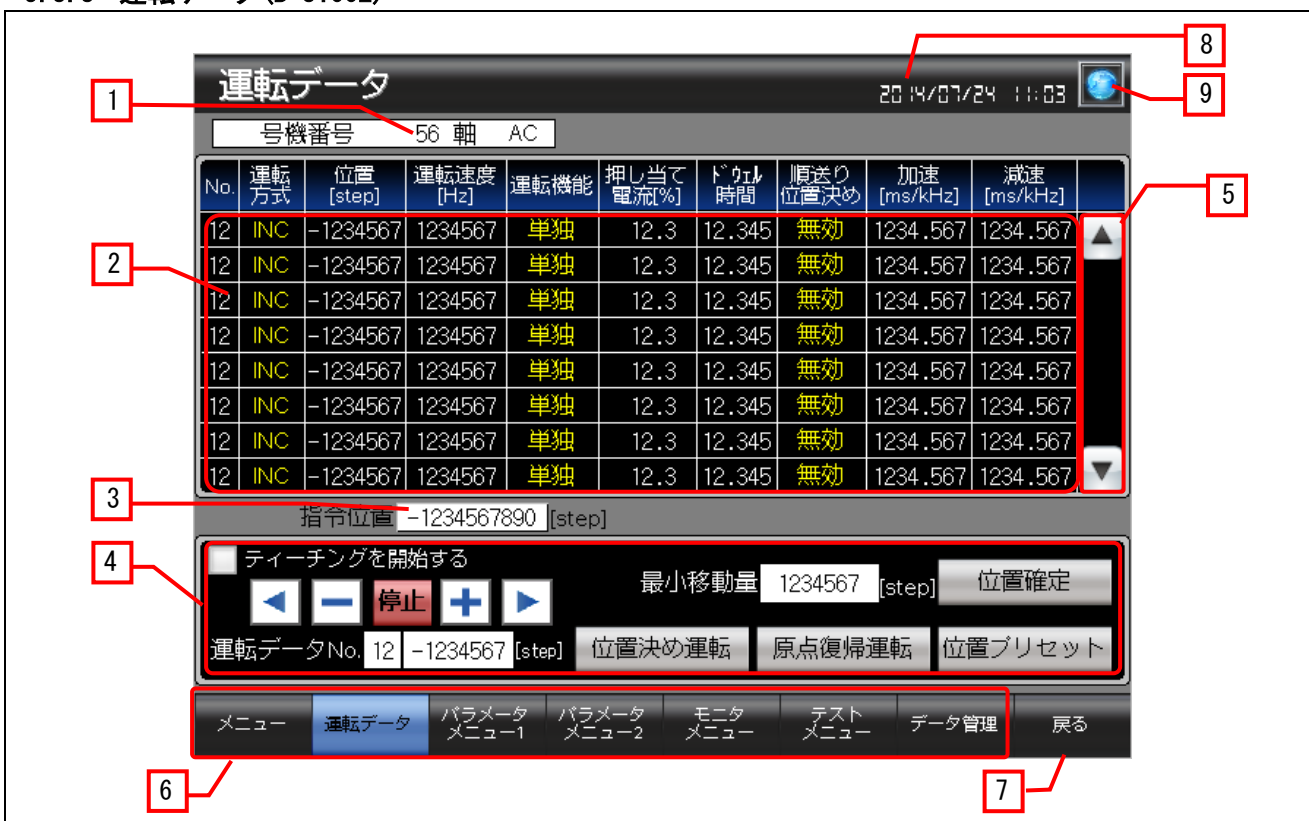 運転データ
2014/07/24 11:03
8
9
1
号機番号 56 軸 AC
No. 運転方式 位置[step] 運転速度[Hz] 運転機能 押し当て電流[%] ドウェル時間 順送り位置決め 加速[ms/kHz] 減速[ms/kHz]
5
12 INC -1234567 1234567 単独 12.3 12.345 無効 1234.567 1234.567 ▲
12 INC -1234567 1234567 単独 12.3 12.345 無効 1234.567 1234.567
2
12 INC -1234567 1234567 単独 12.3 12.345 無効 1234.567 1234.567
12 INC -1234567 1234567 単独 12.3 12.345 無効 1234.567 1234.567
12 INC -1234567 1234567 単独 12.3 12.345 無効 1234.567 1234.567
12 INC -1234567 1234567 単独 12.3 12.345 無効 1234.567 1234.567
12 INC -1234567 1234567 単独 12.3 12.345 無効 1234.567 1234.567
12 INC -1234567 1234567 単独 12.3 12.345 無効 1234.567 1234.567 ▼
3
指令位置 -1234567890 [step]
4
ティーチングを開始する
◀ − 停止 + ▶ 最小移動量 1234567 [step] 位置確定
運転データNo. 12 -1234567 [step] 位置決め運転 原点復帰運転 位置プリセット
メニュー 運転データ パラメータメニュー1 パラメータメニュー2 モニタメニュー テストメニュー データ管理 戻る
6
7